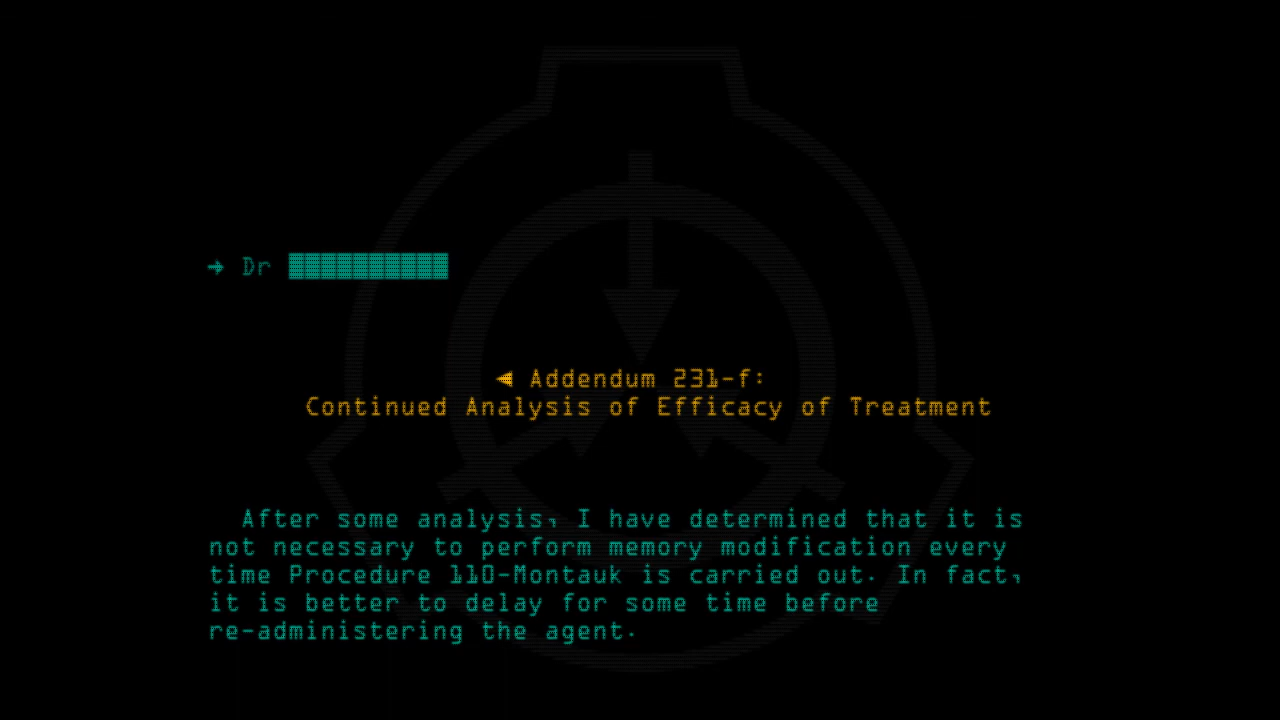 → Dr ██████████
◄ Addendum 231-f:
Continued Analysis of Efficacy of Treatment
After some analysis, I have determined that it is
not necessary to perform memory modification every
time Procedure 110-Montauk is carried out. In fact,
it is better to delay for some time before
re-administering the agent.